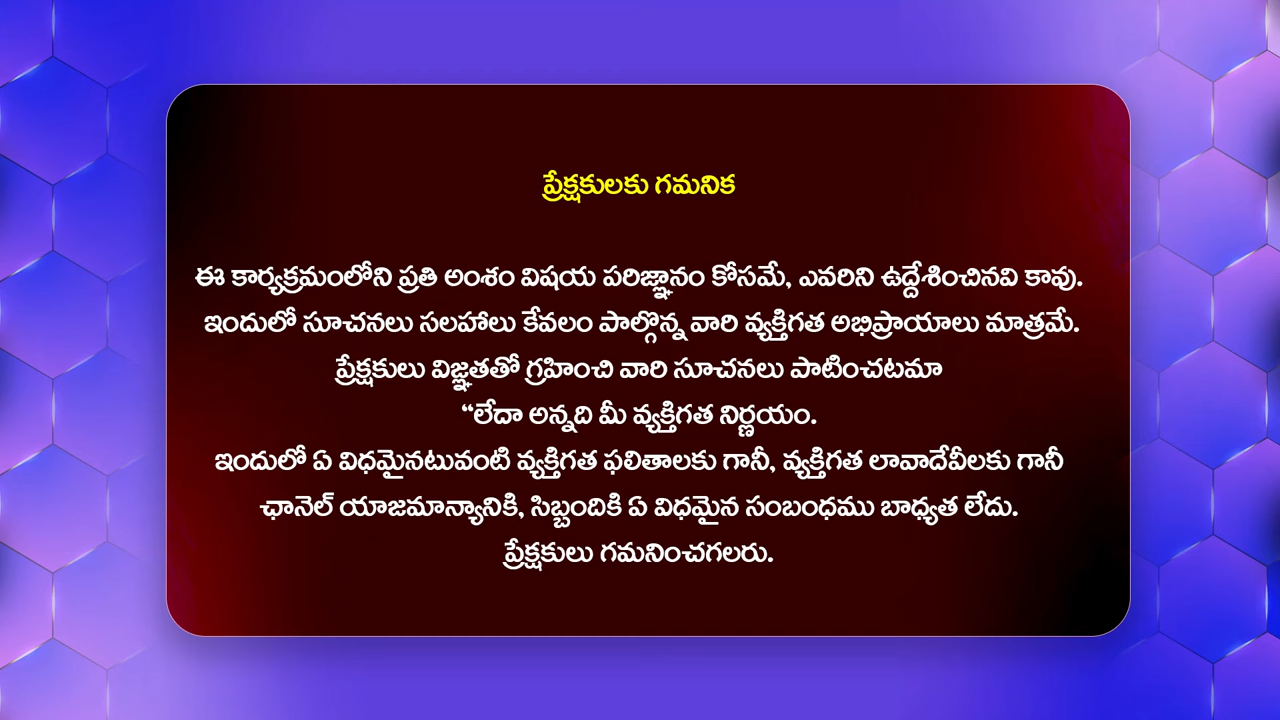 ప్రేక్షకులకు గమనిక
ఈ కార్యక్రమంలోని ప్రతి అంశం విషయ పరిజ్ఞానం కోసమే, ఎవరిని ఉద్దేశించినవి కావు.
ఇందులో సూచనలు సలహాలు కేవలం పాల్గొన్న వారి వ్యక్తిగత అభిప్రాయాలు మాత్రమే.
ప్రేక్షకులు విజ్ఞతతో గ్రహించి వారి సూచనలు పాటించటమా
“లేదా అన్నది మీ వ్యక్తిగత నిర్ణయం.
ఇందులో ఏ విధమైనటువంటి వ్యక్తిగత ఫలితాలకు గానీ, వ్యక్తిగత లావాదేవీలకు గానీ
ఛానెల్ యాజమాన్యానికి, సిబ్బందికి ఏ విధమైన సంబంధము బాధ్యత లేదు.
ప్రేక్షకులు గమనించగలరు.